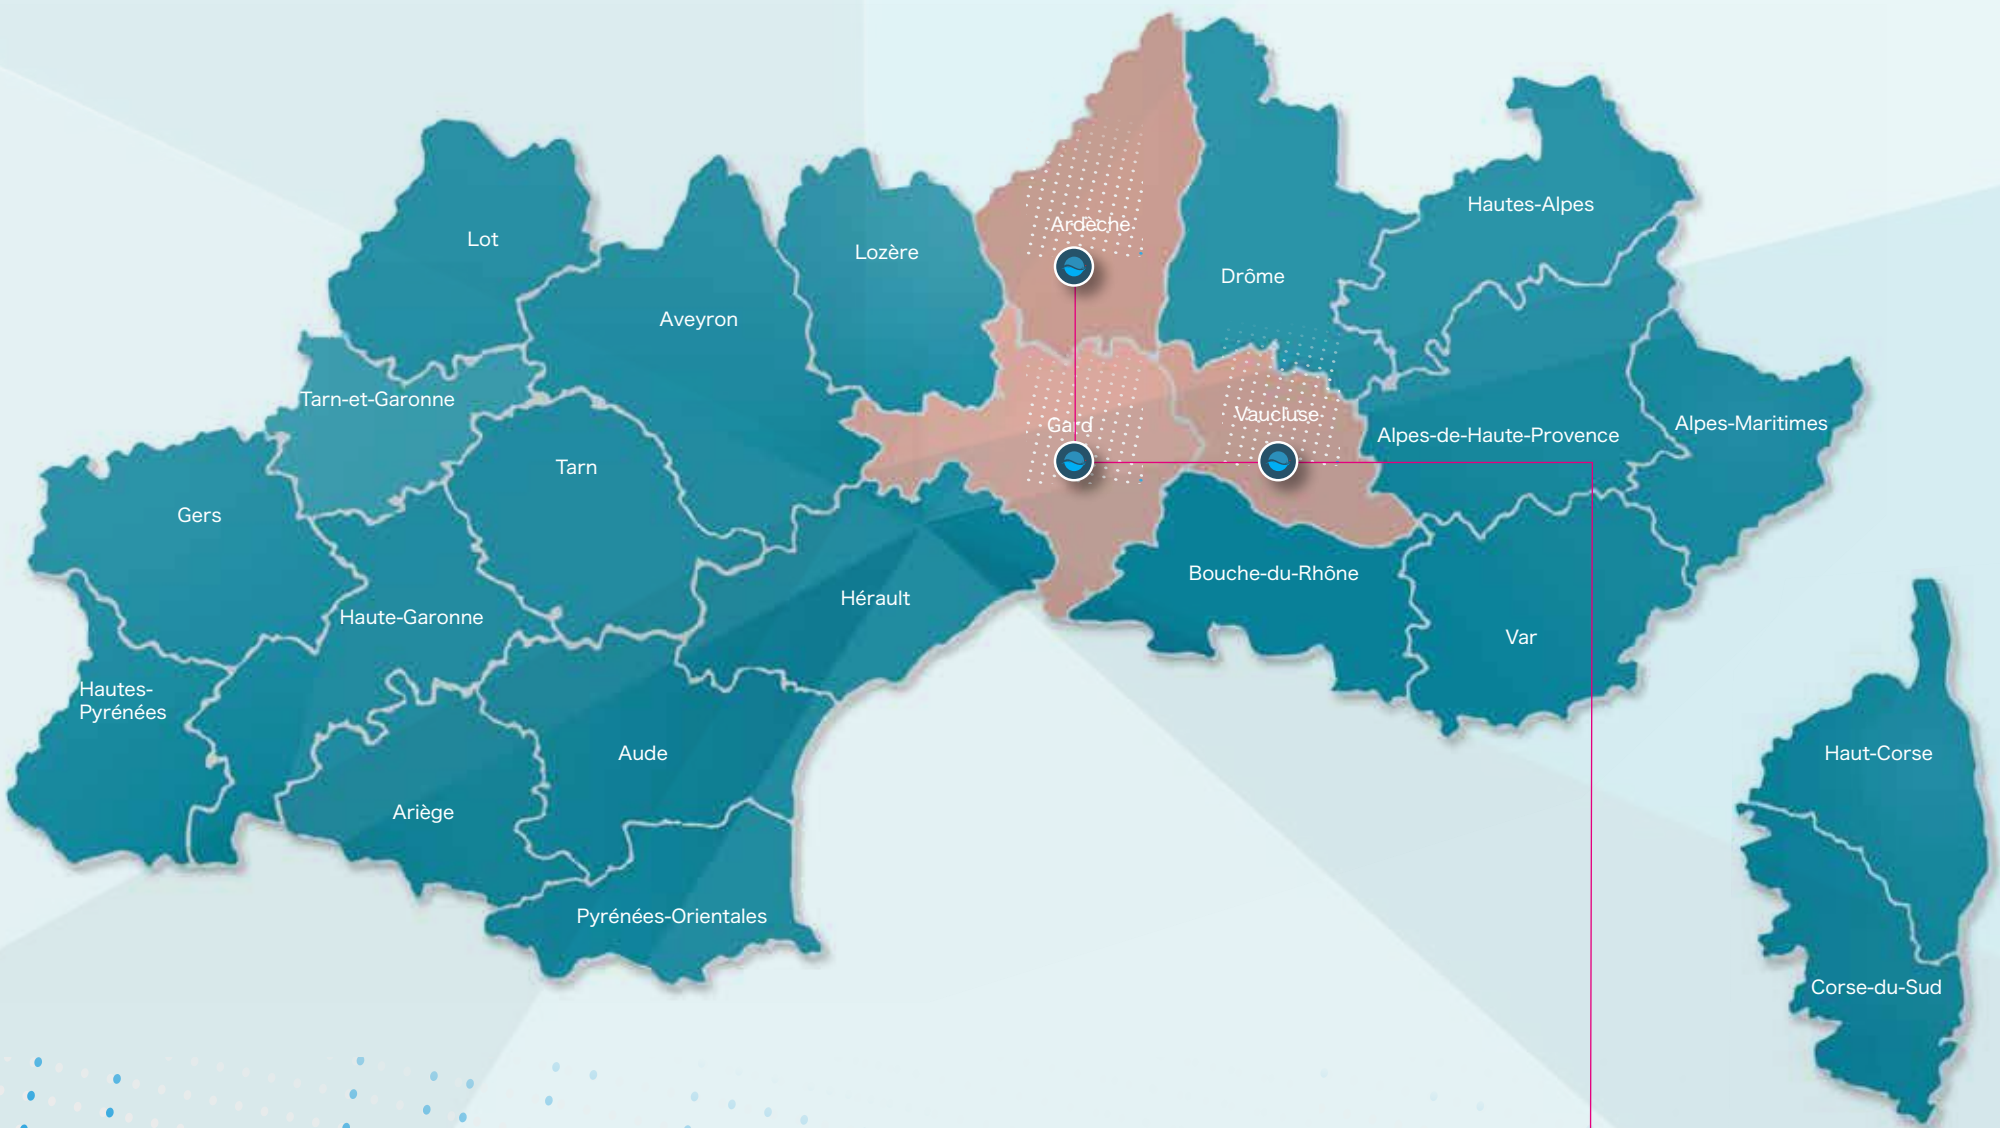 Hautes-Alpes
Ardèche
Lot
Lozère
Drôme
Aveyron
Tarn-et-Garonne
Vaucluse
Gard
Alpes-Maritimes
Alpes-de-Haute-Provence
Tarn
Gers
Bouche-du-Rhône
Hérault
Haute-Garonne
Var
Hautes-
Pyrénées
Aude
Haut-Corse
Ariège
Pyrénées-Orientales
Corse-du-Sud